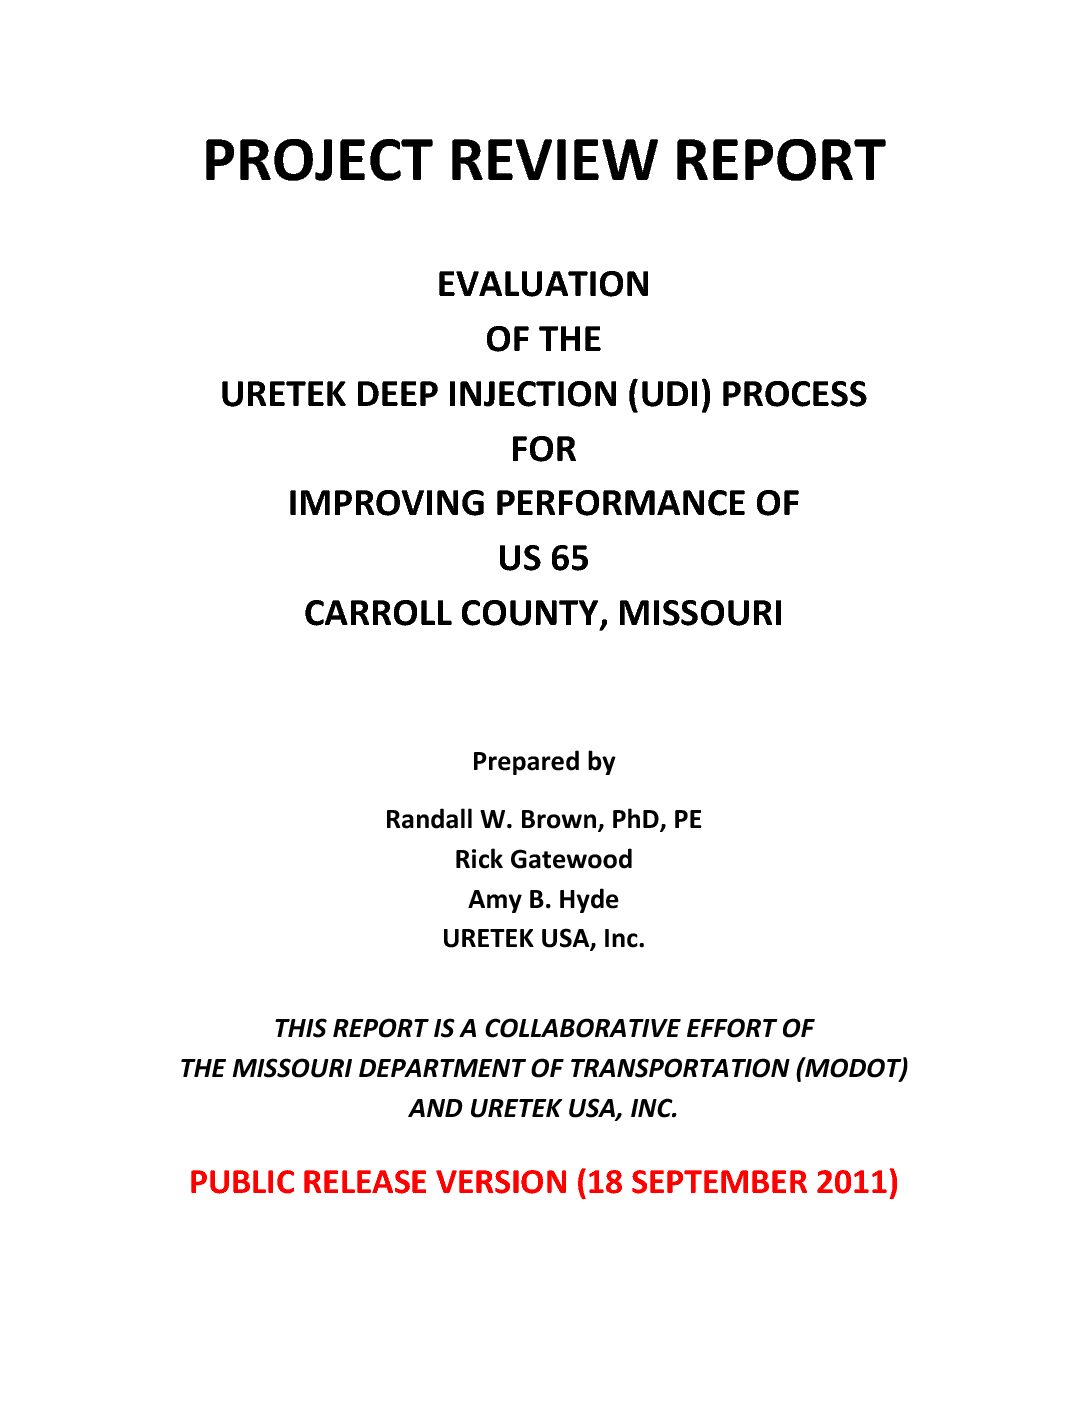 PROJECT REVIEW REPORT
EVALUATION
OF THE
URETEK DEEP INJECTION (UDI) PROCESS
FOR
IMPROVING PERFORMANCE OF
US 65
CARROLL COUNTY, MISSOURI
Prepared by
Randall W. Brown, PhD, PE
Rick Gatewood
Amy B. Hyde
URETEK USA, Inc.
THIS REPORT IS A COLLABORATIVE EFFORT OF
THE MISSOURI DEPARTMENT OF TRANSPORTATION (MODOT)
AND URETEK USA, INC.
PUBLIC RELEASE VERSION (18 SEPTEMBER 2011)